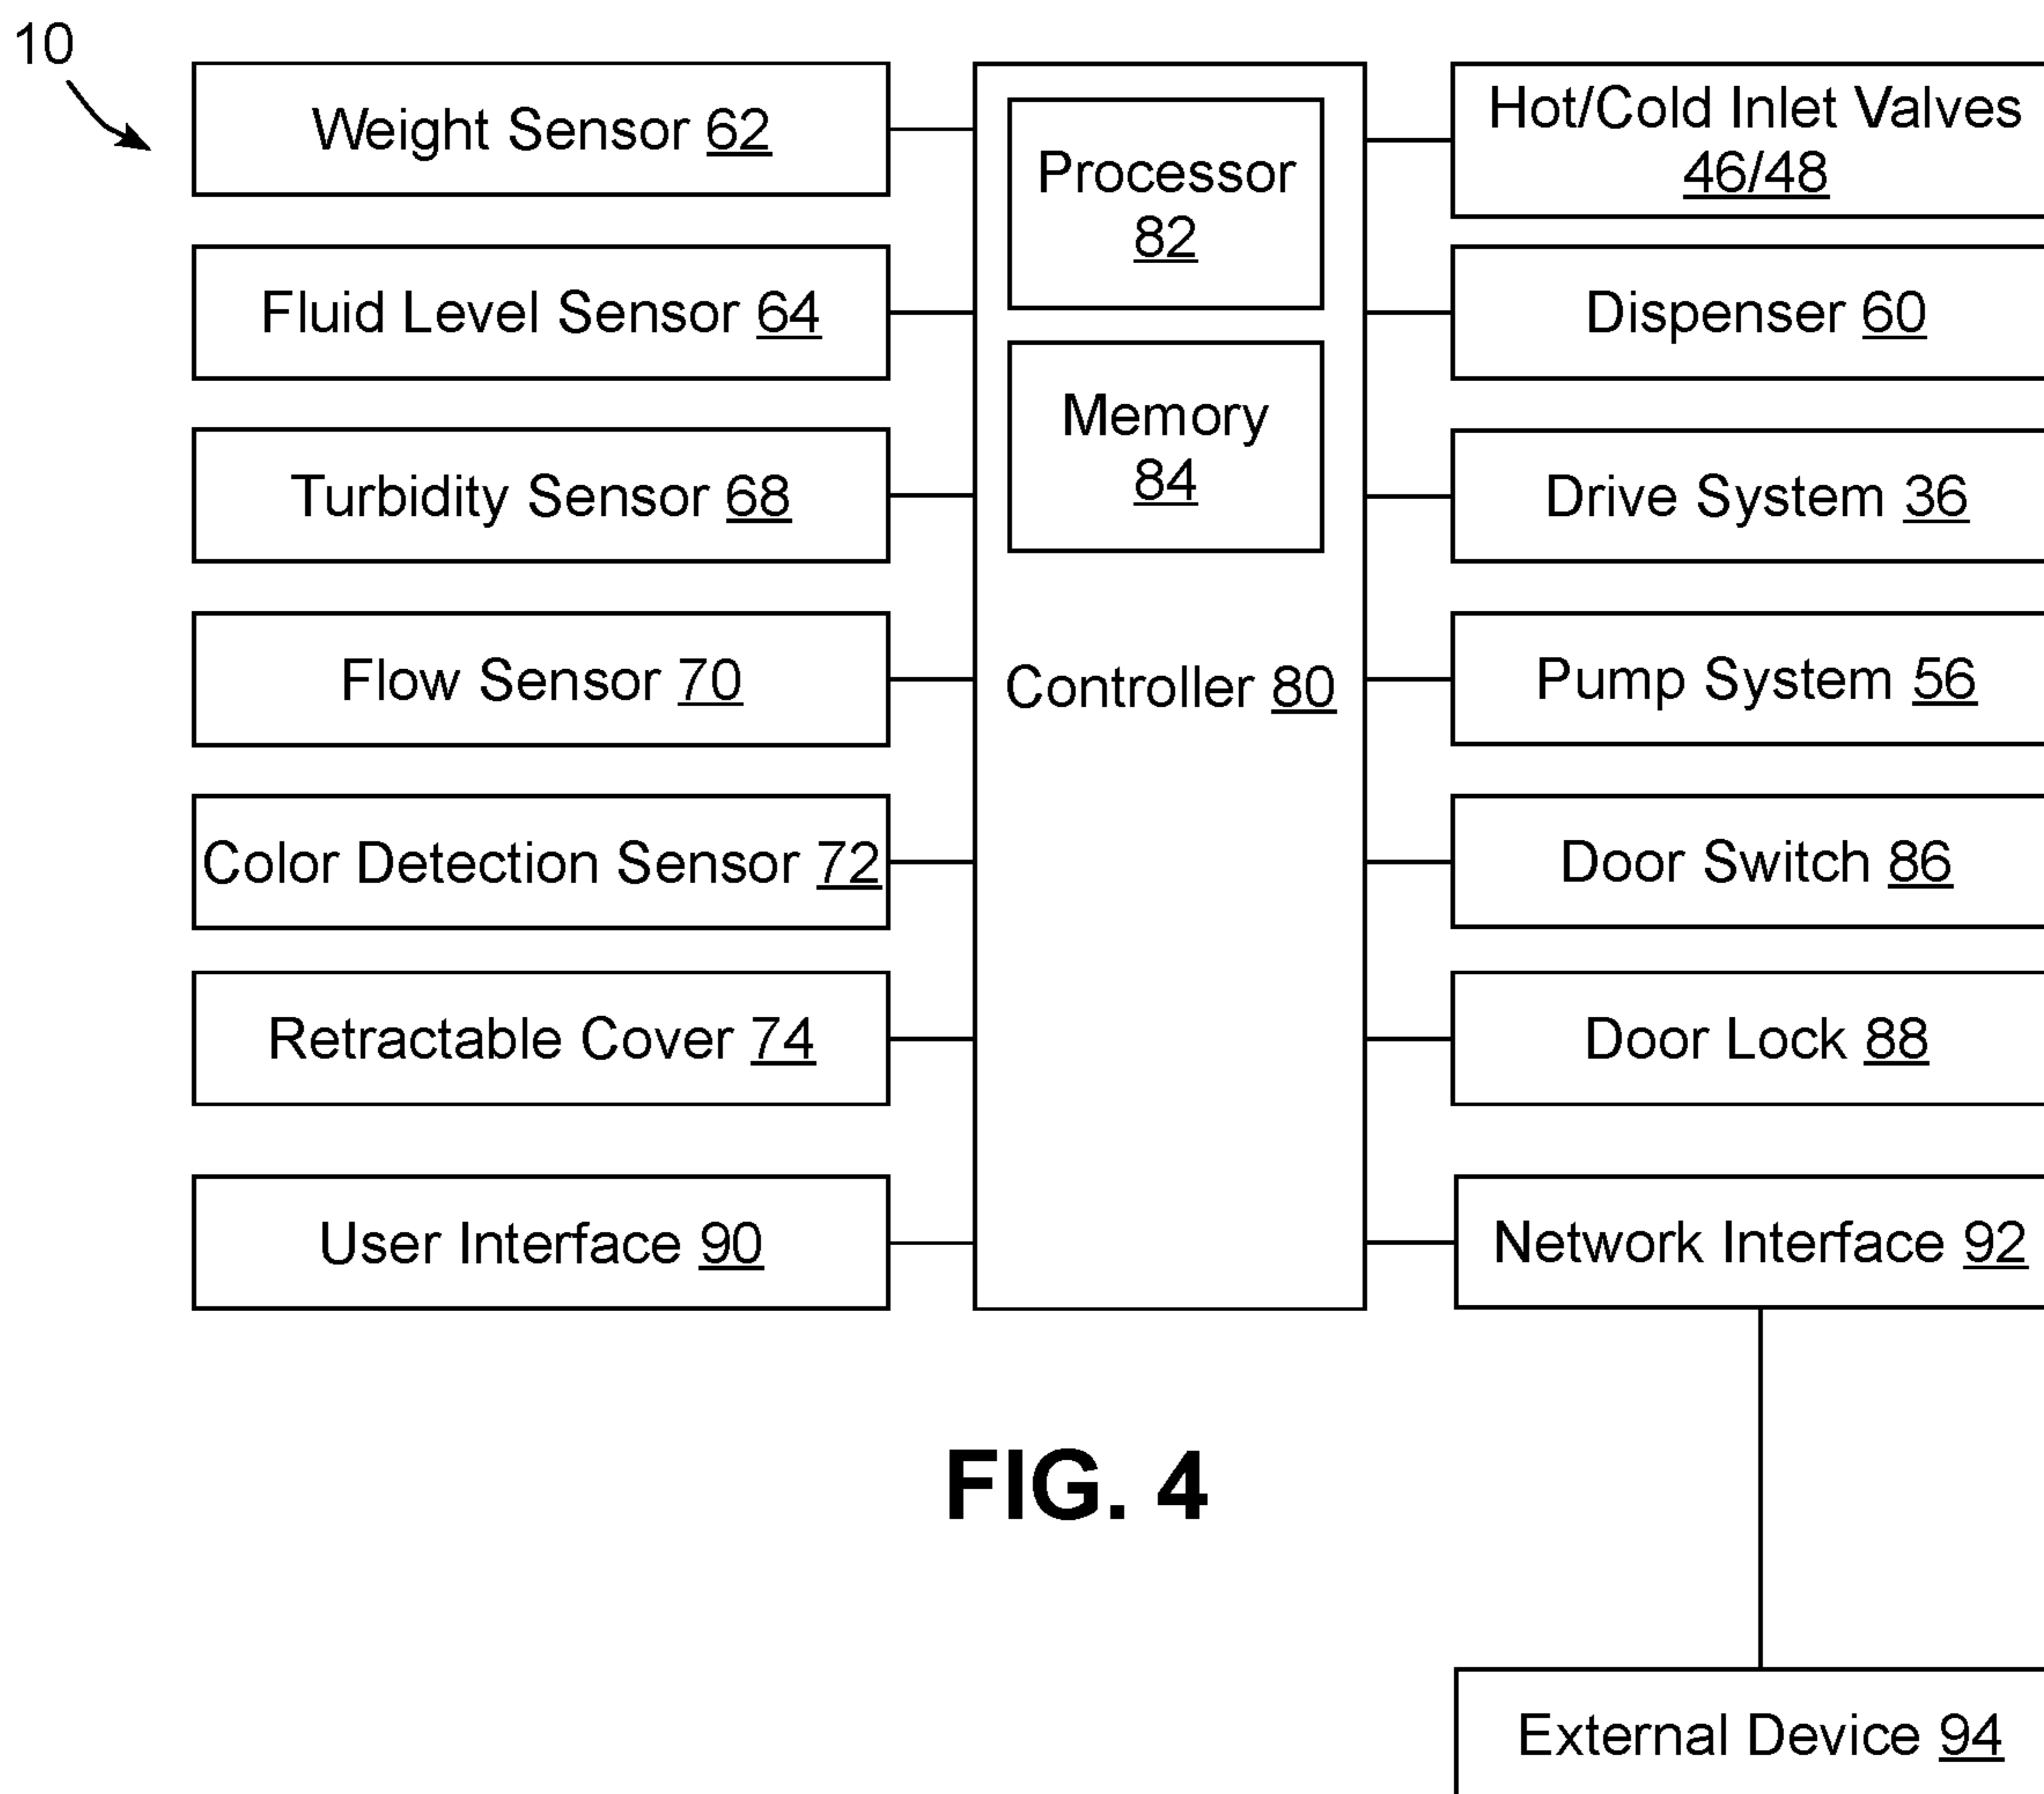 10
Weight Sensor 62
Fluid Level Sensor 64
Turbidity Sensor 68
Flow Sensor 70
Color Detection Sensor 72
Retractable Cover 74
User Interface 90
Processor
82
Memory
84
Controller 80
Hot/Cold Inlet Valves
46/48
Dispenser 60
Drive System 36
Pump System 56
Door Switch 86
Door Lock 88
Network Interface 92
External Device 94
FIG. 4